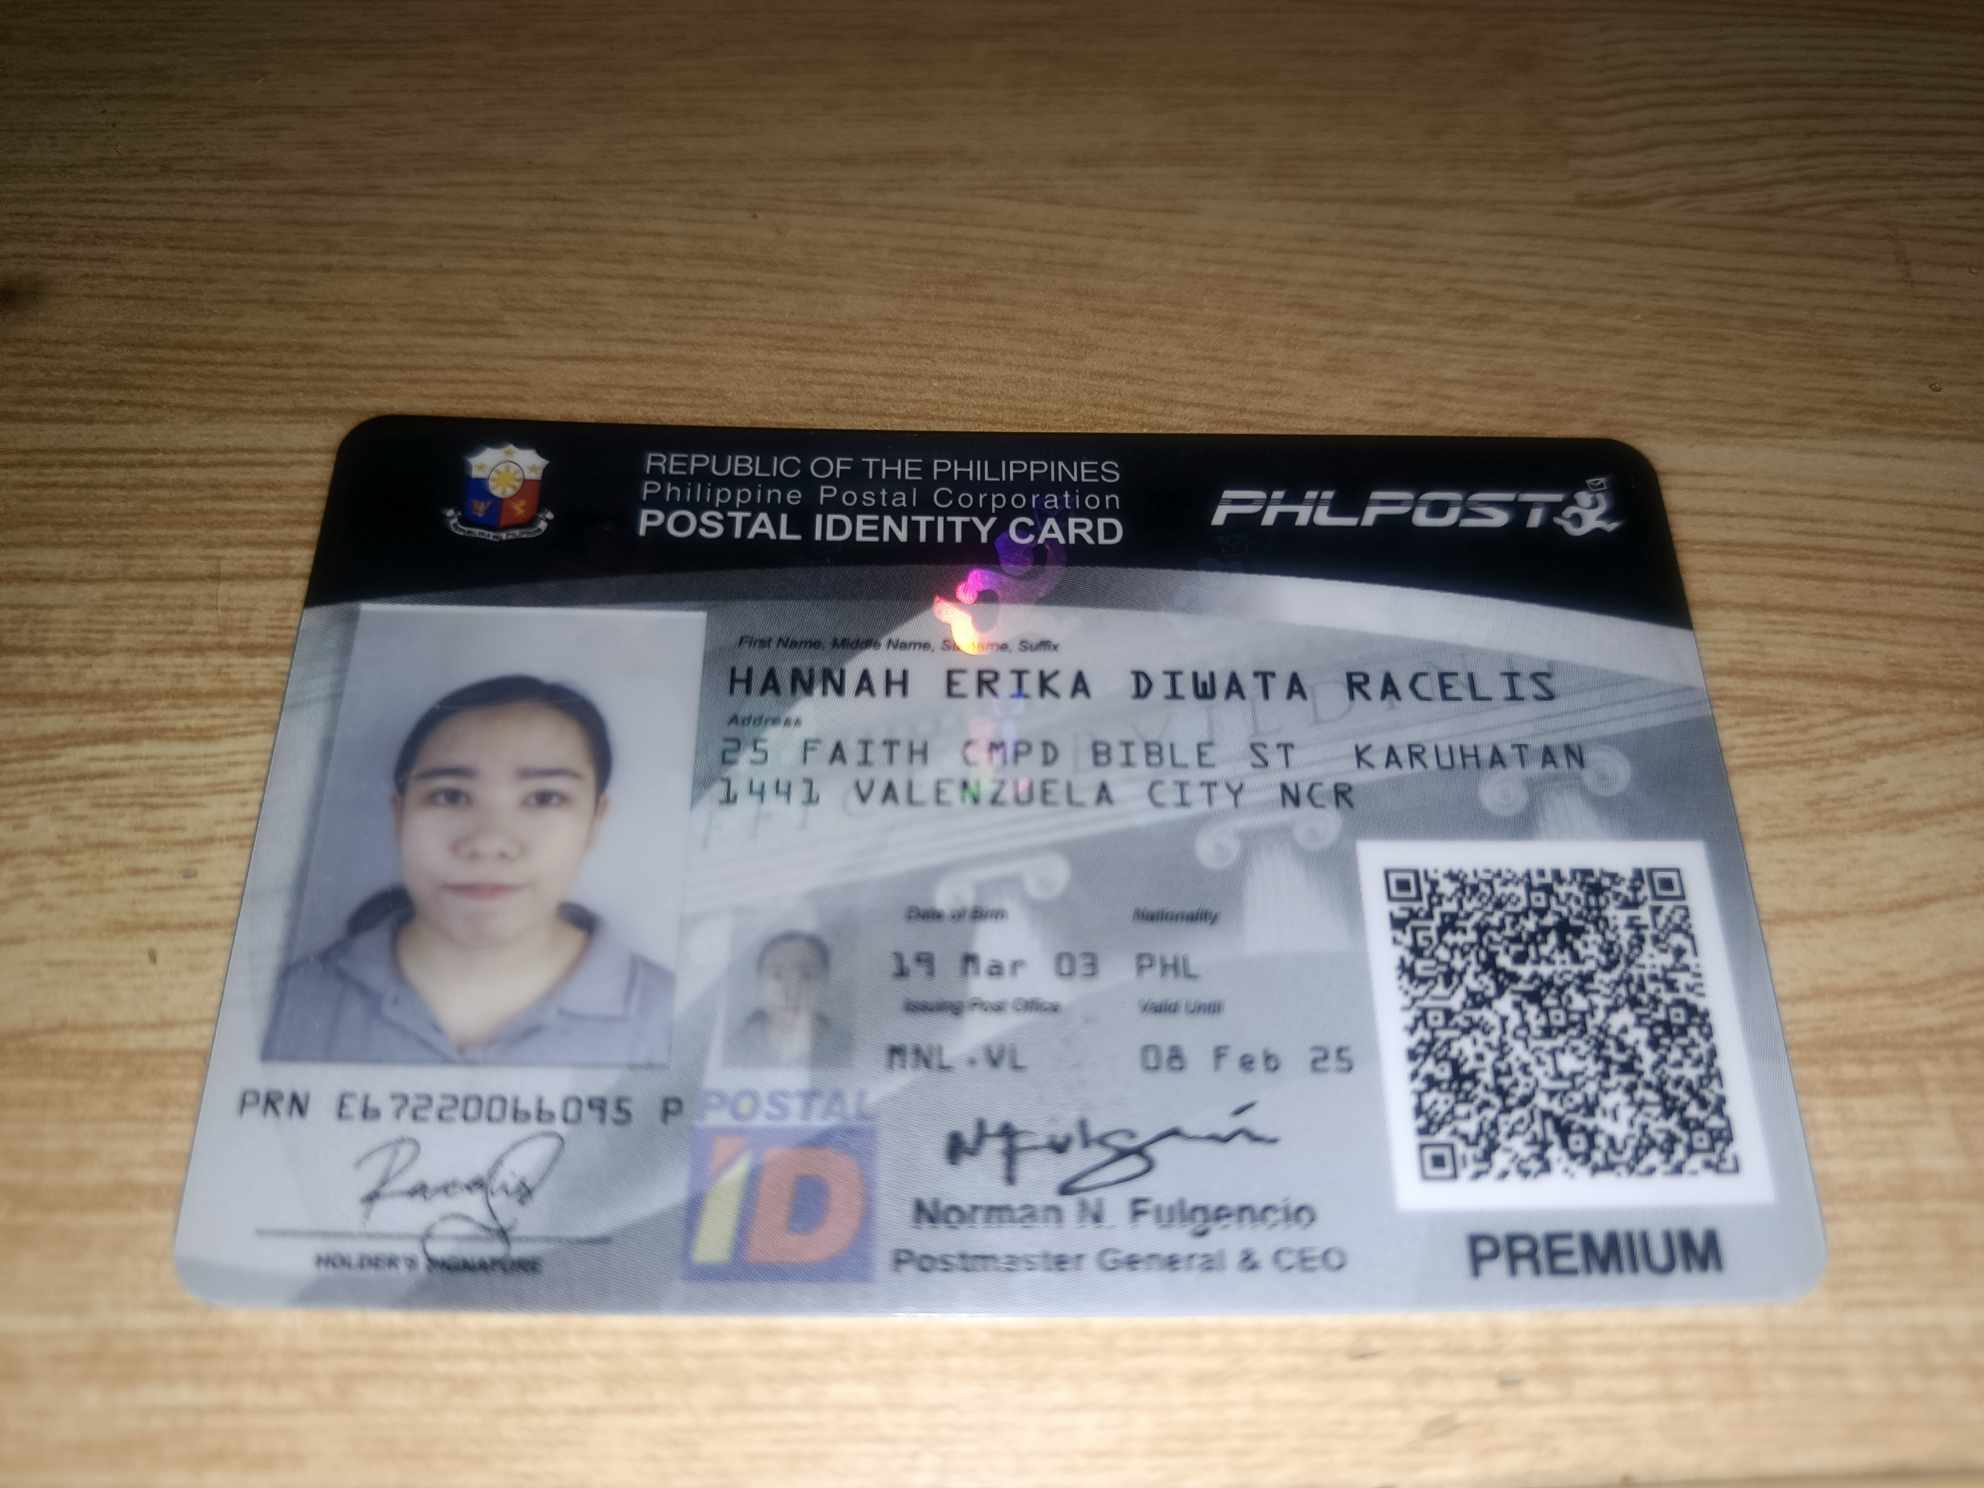 REPUBLIC OF THE PHILIPPINES
Philippine Postal Corporation
POSTAL IDENTITY CARD
PHLPOST
First Name, Middle Name, Surname, Suffix
HANNAH ERIKA DIWATA RACELIS
Address
25 FAITH CMPD BIBLE ST KARUHATAN
1441 VALENZUELA CITY NCR
Date of Birth Nationality
19 Mar 03 PHL
Issuing Post Office Valid Until
MNL-VL 08 Feb 25
PRN E67220066095 P
Racelis
HOLDER'S SIGNATURE
POSTAL
ID
Norman N. Fulgencio
Postmaster General & CEO
PREMIUM